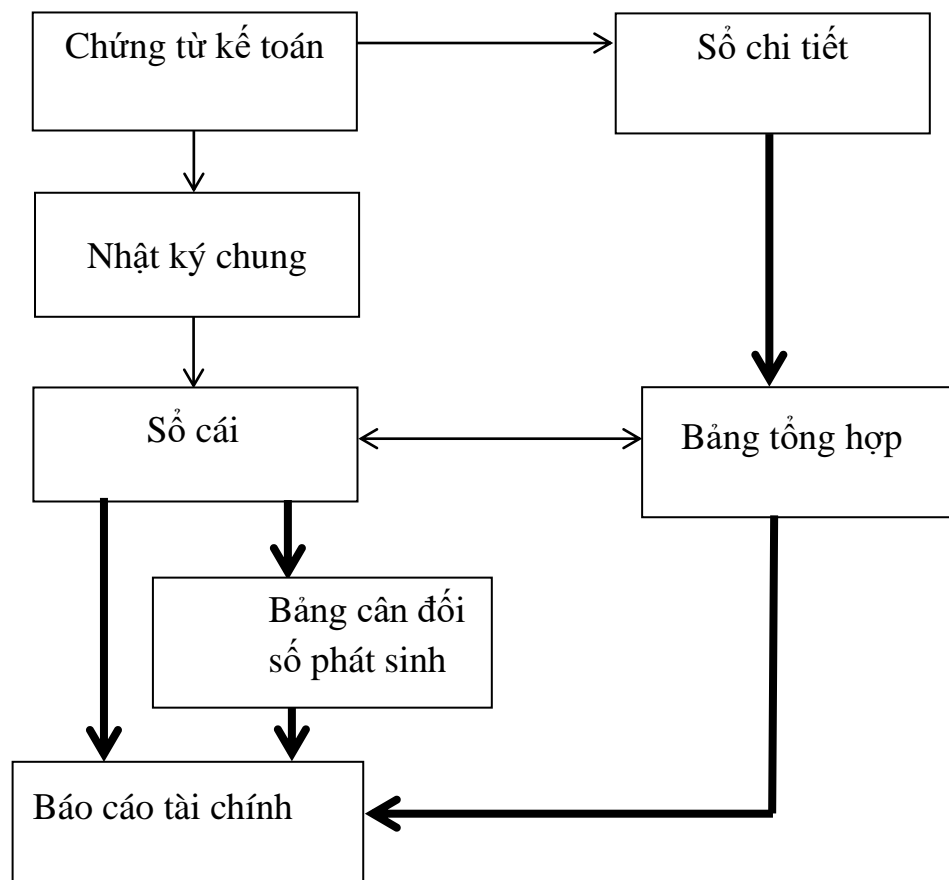 Chứng từ kế toán
Sổ chi tiết
Nhật ký chung
Sổ cái
Bảng tổng hợp
Bảng cân đối
số phát sinh
Báo cáo tài chính